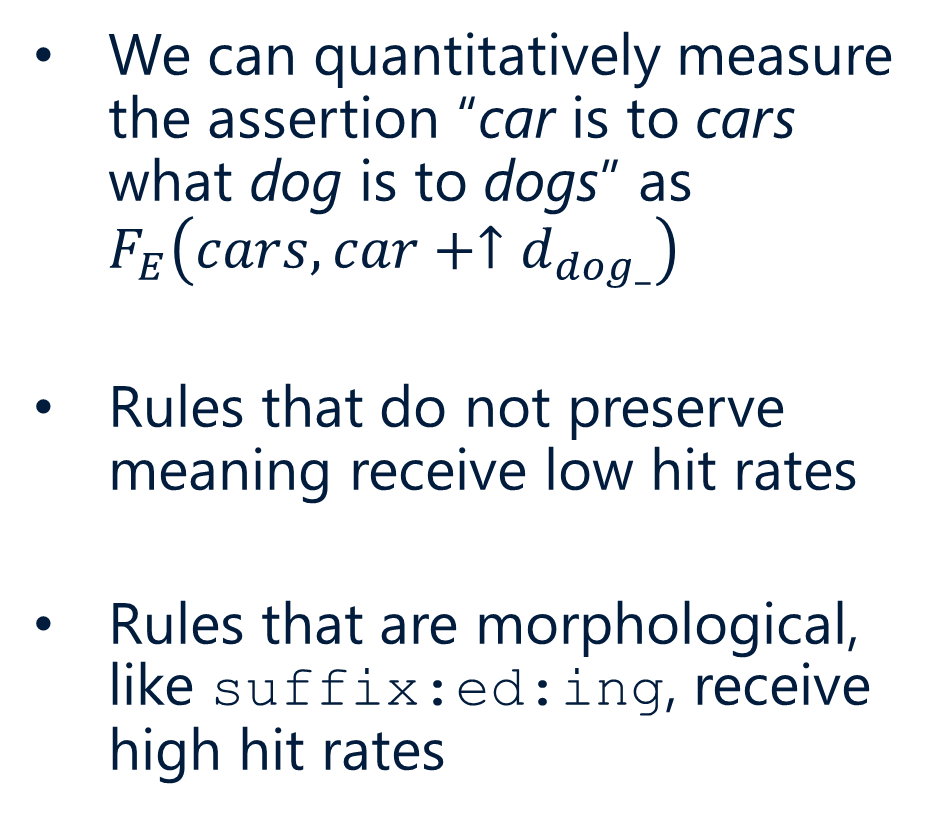 • We can quantitatively measure
the assertion “car is to cars
what dog is to dogs” as
F_E(cars, car +↑ d_{dog_})
• Rules that do not preserve
meaning receive low hit rates
• Rules that are morphological,
like suffix:ed:ing, receive
high hit rates